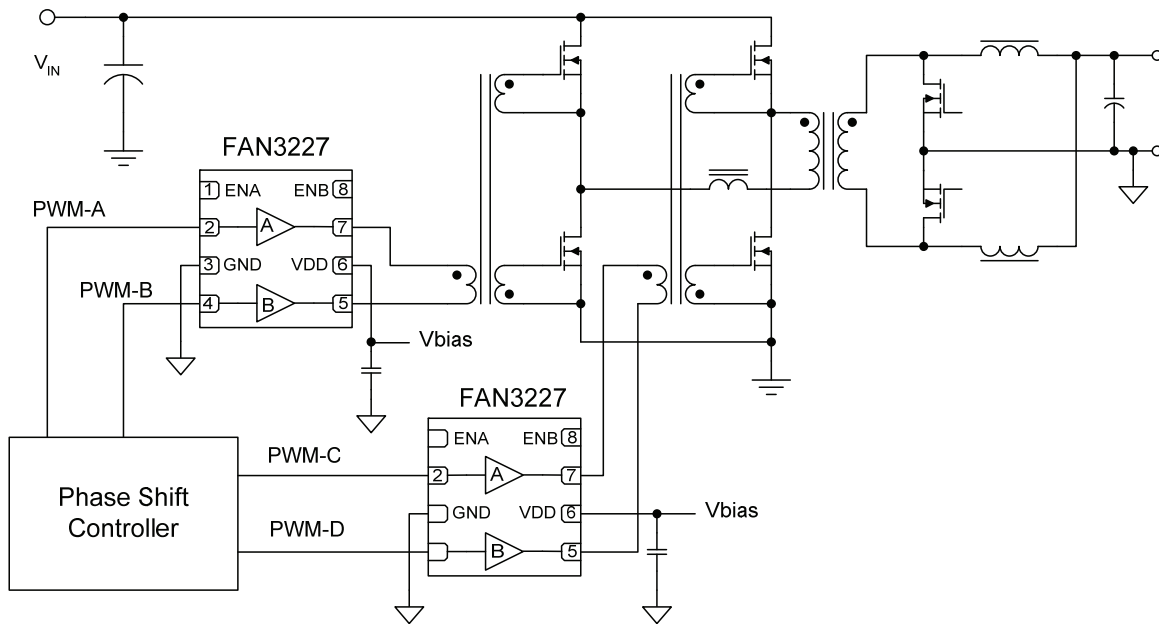 V_IN
FAN3227
1 ENA ENB 8
PWM-A
2 A 7
3 GND VDD 6
PWM-B
4 B 5
Vbias
FAN3227
ENA ENB 8
PWM-C
2 A 7
Phase Shift
Controller
GND VDD 6
Vbias
PWM-D
B 5